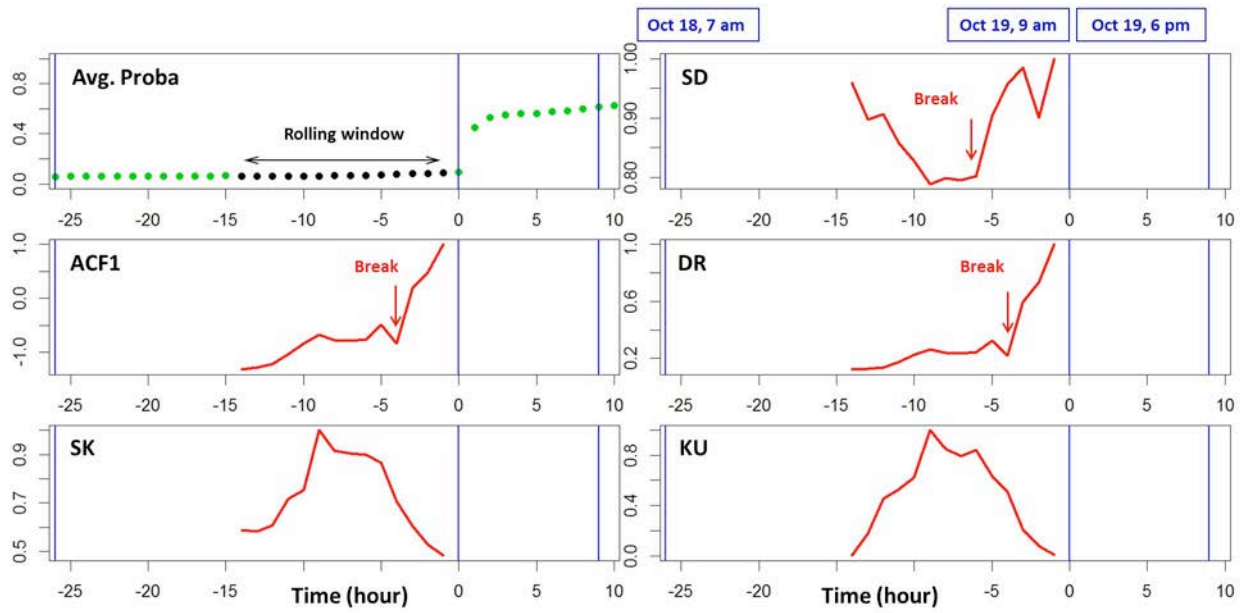 Oct 18, 7 am
Oct 19, 9 am
Oct 19, 6 pm
Avg. Proba
Rolling window
0.0 0.4 0.8
-25 -20 -15 -10 -5 0 5 10
SD
Break
0.80 0.90 1.00
-25 -20 -15 -10 -5 0 5 10
ACF1
Break
-1.0 0.0 1.0
-25 -20 -15 -10 -5 0 5 10
DR
Break
0.2 0.6 1.0
-25 -20 -15 -10 -5 0 5 10
SK
0.5 0.7 0.9
-25 -20 -15 -10 -5 0 5 10
Time (hour)
KU
0.0 0.4 0.8
-25 -20 -15 -10 -5 0 5 10
Time (hour)